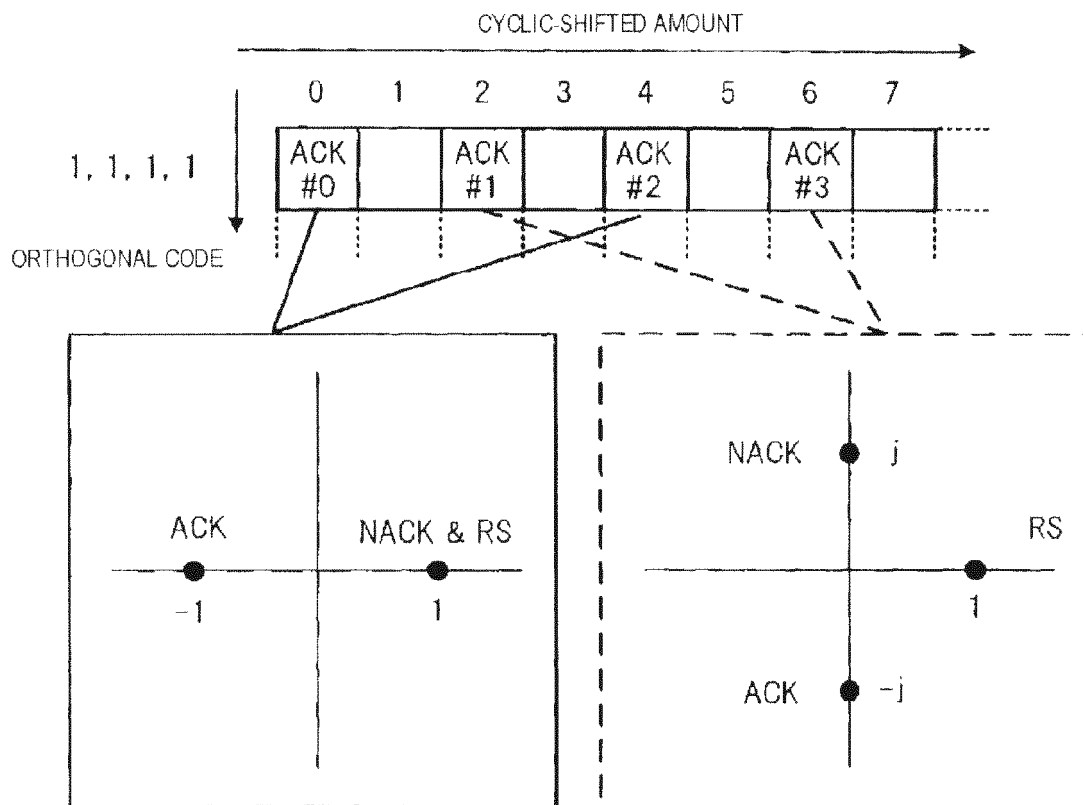 CYCLIC-SHIFTED AMOUNT
0 1 2 3 4 5 6 7
1, 1, 1, 1
ACK #0
ACK #1
ACK #2
ACK #3
ORTHOGONAL CODE
ACK
NACK & RS
-1
1
NACK
j
RS
1
ACK
-j